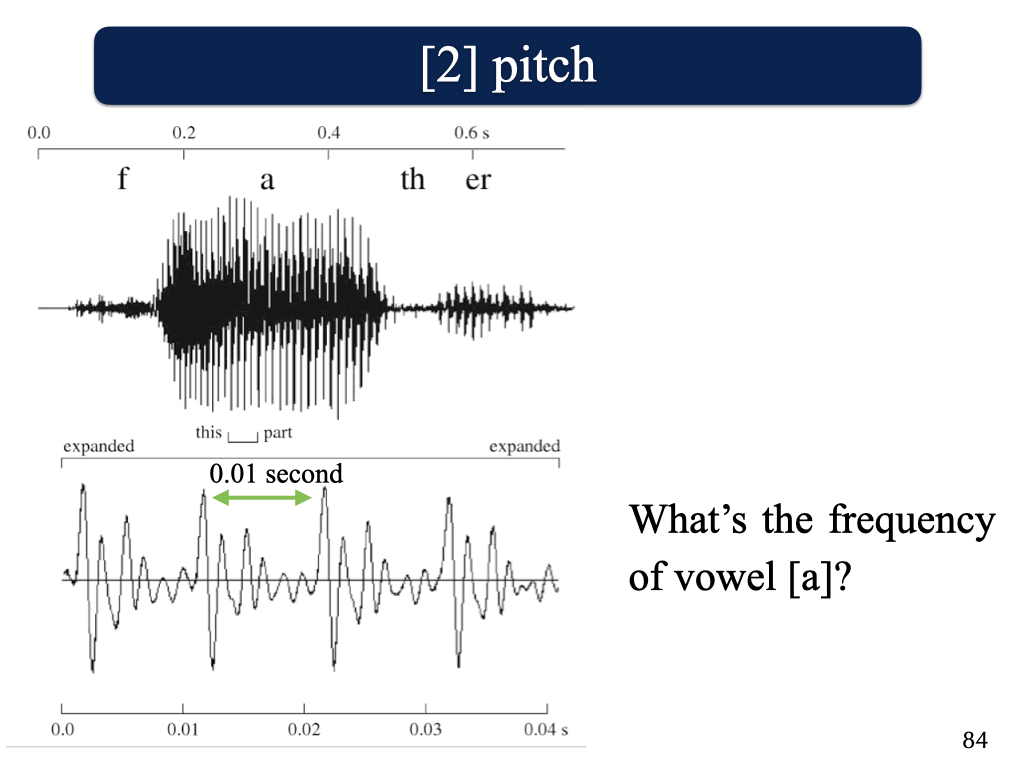 [2] pitch
0.0 0.2 0.4 0.6 s
f a th er
this part
expanded expanded
0.01 second
What's the frequency
of vowel [a]?
0.0 0.01 0.02 0.03 0.04 s
84